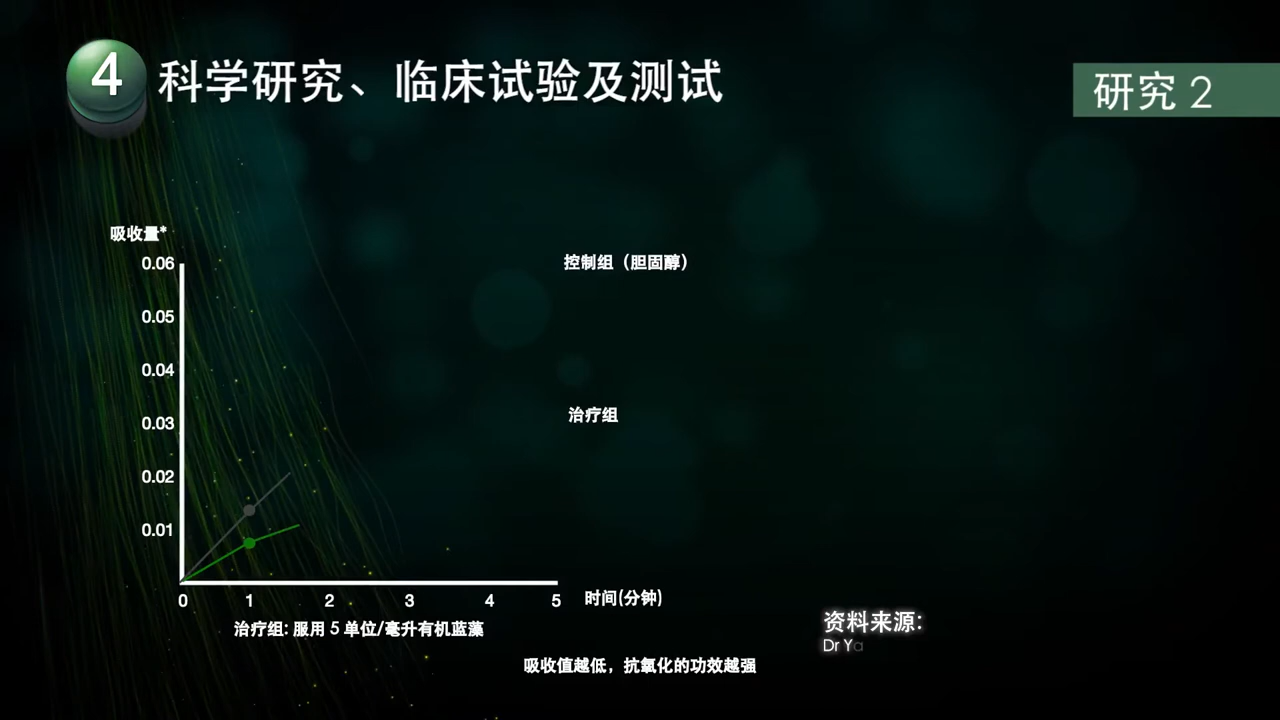 4 科学研究、临床试验及测试
研究 2
吸收量*
0.06
0.05
0.04
0.03
0.02
0.01
控制组（胆固醇）
治疗组
0 1 2 3 4 5
时间(分钟)
治疗组: 服用 5 单位/毫升有机蓝藻
资料来源:
Dr Ya
吸收值越低，抗氧化的功效越强